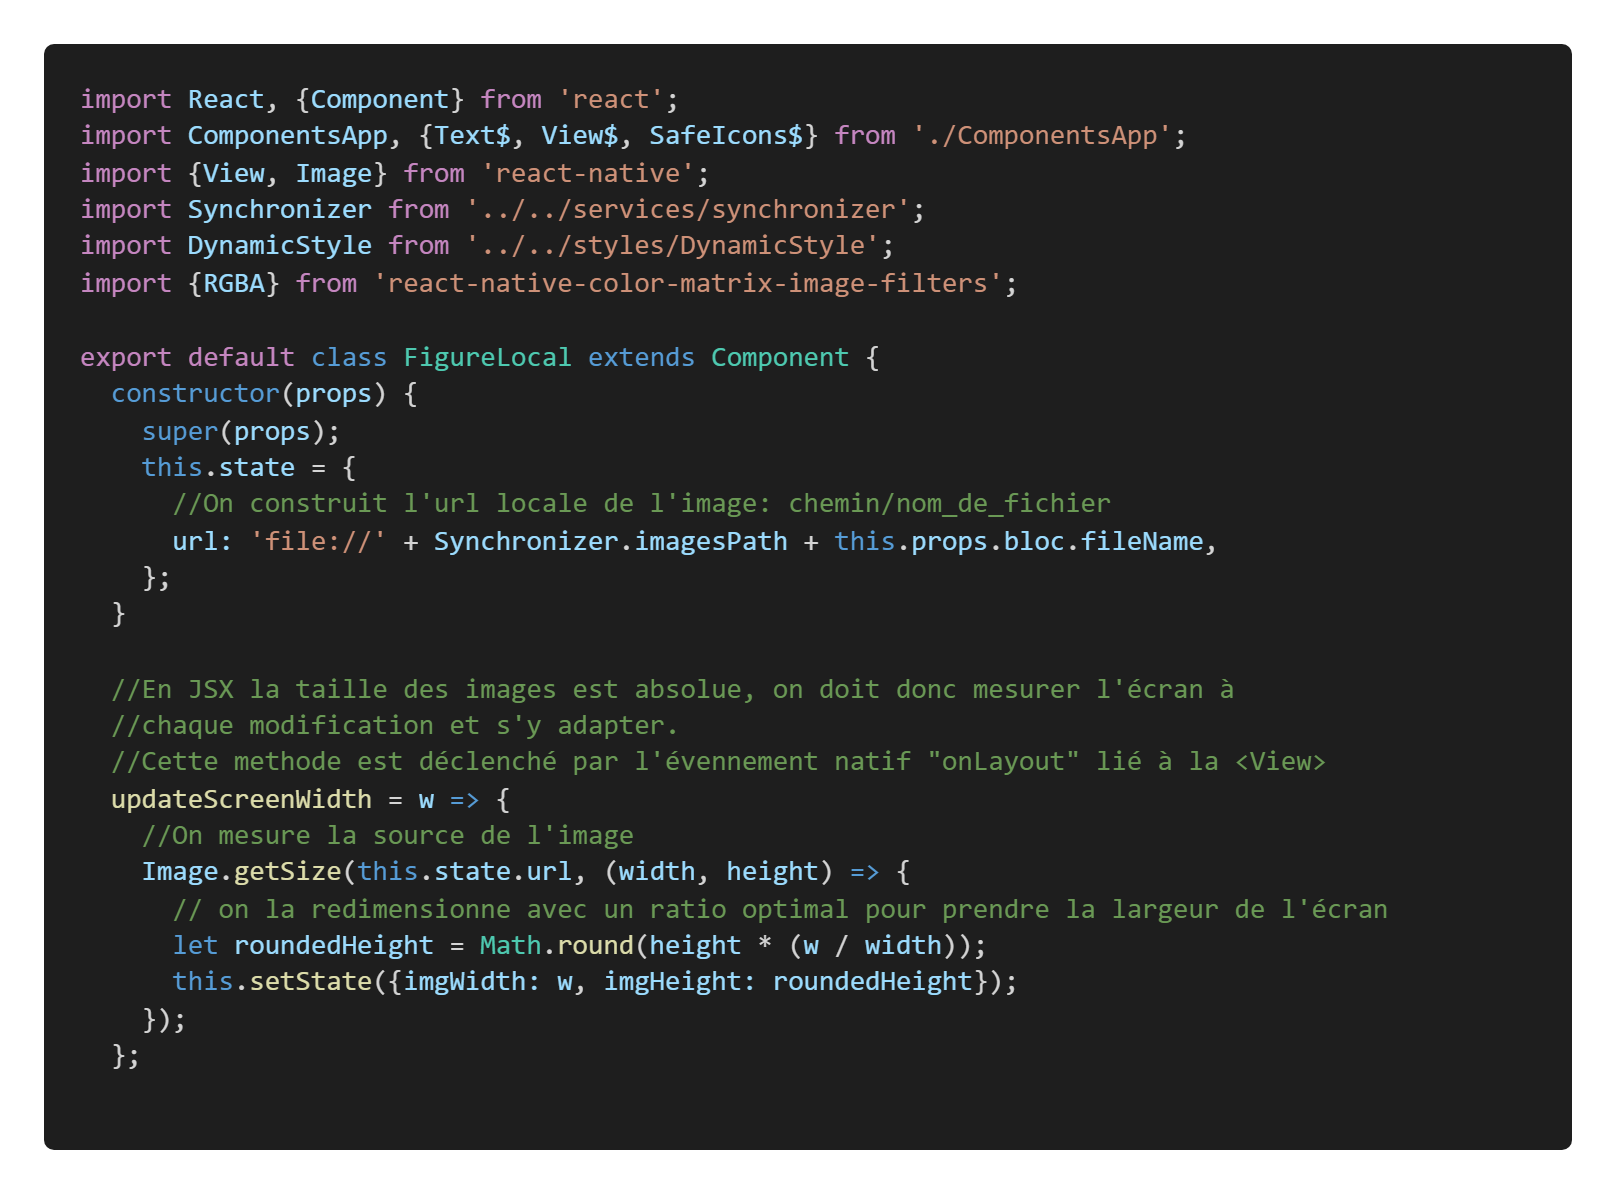 import React, {Component} from 'react';
import ComponentsApp, {Text$, View$, SafeIcons$} from './ComponentsApp';
import {View, Image} from 'react-native';
import Synchronizer from '../../services/synchronizer';
import DynamicStyle from '../../styles/DynamicStyle';
import {RGBA} from 'react-native-color-matrix-image-filters';

export default class FigureLocal extends Component {
  constructor(props) {
    super(props);
    this.state = {
      //On construit l'url locale de l'image: chemin/nom_de_fichier
      url: 'file://' + Synchronizer.imagesPath + this.props.bloc.fileName,
    };
  }

  //En JSX la taille des images est absolue, on doit donc mesurer l'écran à
  //chaque modification et s'y adapter.
  //Cette methode est déclenché par l'évennement natif "onLayout" lié à la <View>
  updateScreenWidth = w => {
    //On mesure la source de l'image
    Image.getSize(this.state.url, (width, height) => {
      // on la redimensionne avec un ratio optimal pour prendre la largeur de l'écran
      let roundedHeight = Math.round(height * (w / width));
      this.setState({imgWidth: w, imgHeight: roundedHeight});
    });
  };